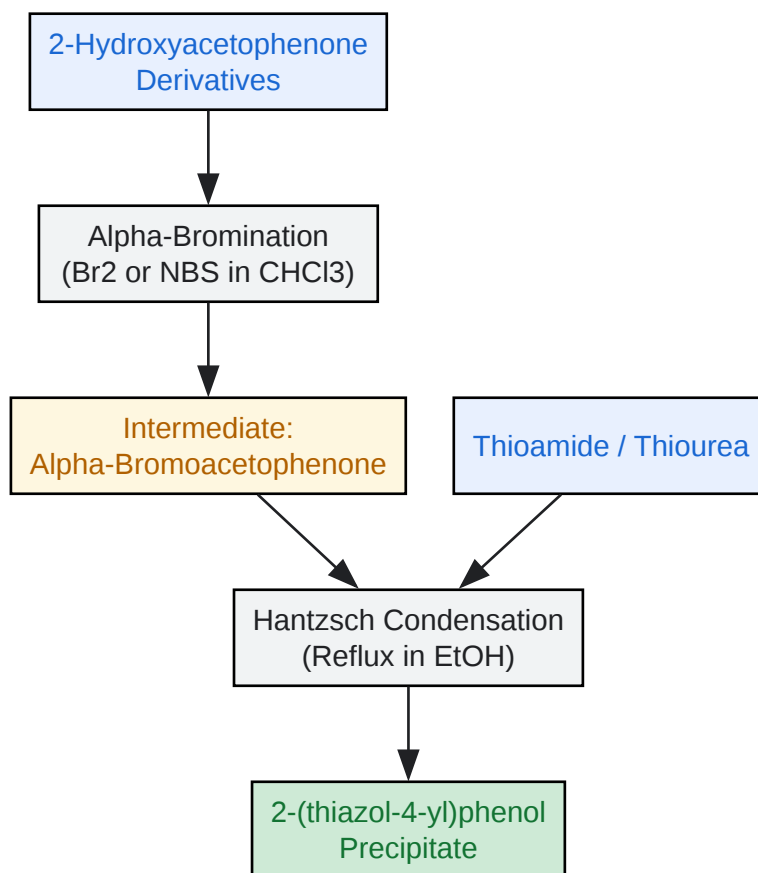 2-Hydroxyacetophenone
Derivatives
Alpha-Bromination
(Br2 or NBS in CHCl3)
Intermediate:
Alpha-Bromoacetophenone
Thioamide / Thiourea
Hantzsch Condensation
(Reflux in EtOH)
2-(thiazol-4-yl)phenol
Precipitate